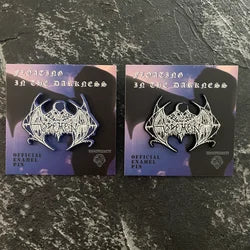 FLOATING
IN THE DARKNESS
OFFICIAL
ENAMEL
PIN
FLOATING
IN THE DARKNESS
OFFICIAL
ENAMEL
PIN